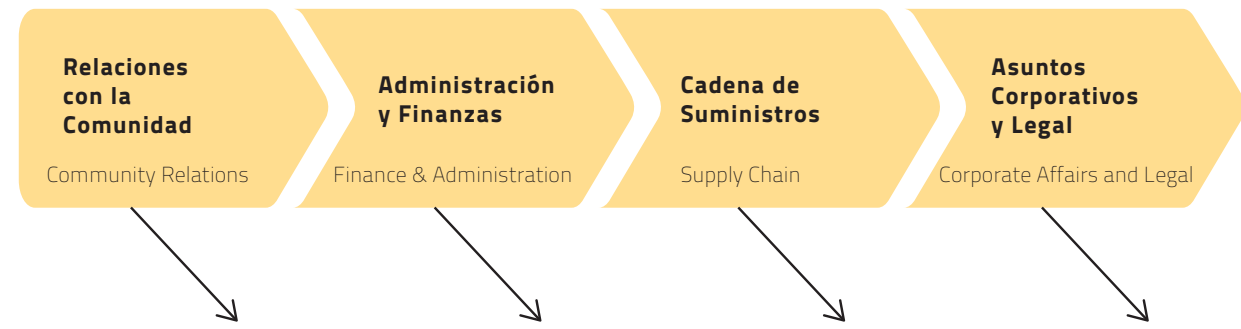 Relaciones
con la
Comunidad
Community Relations
Administración
y Finanzas
Finance & Administration
Cadena de
Suministros
Supply Chain
Asuntos
Corporativos
y Legal
Corporate Affairs and Legal